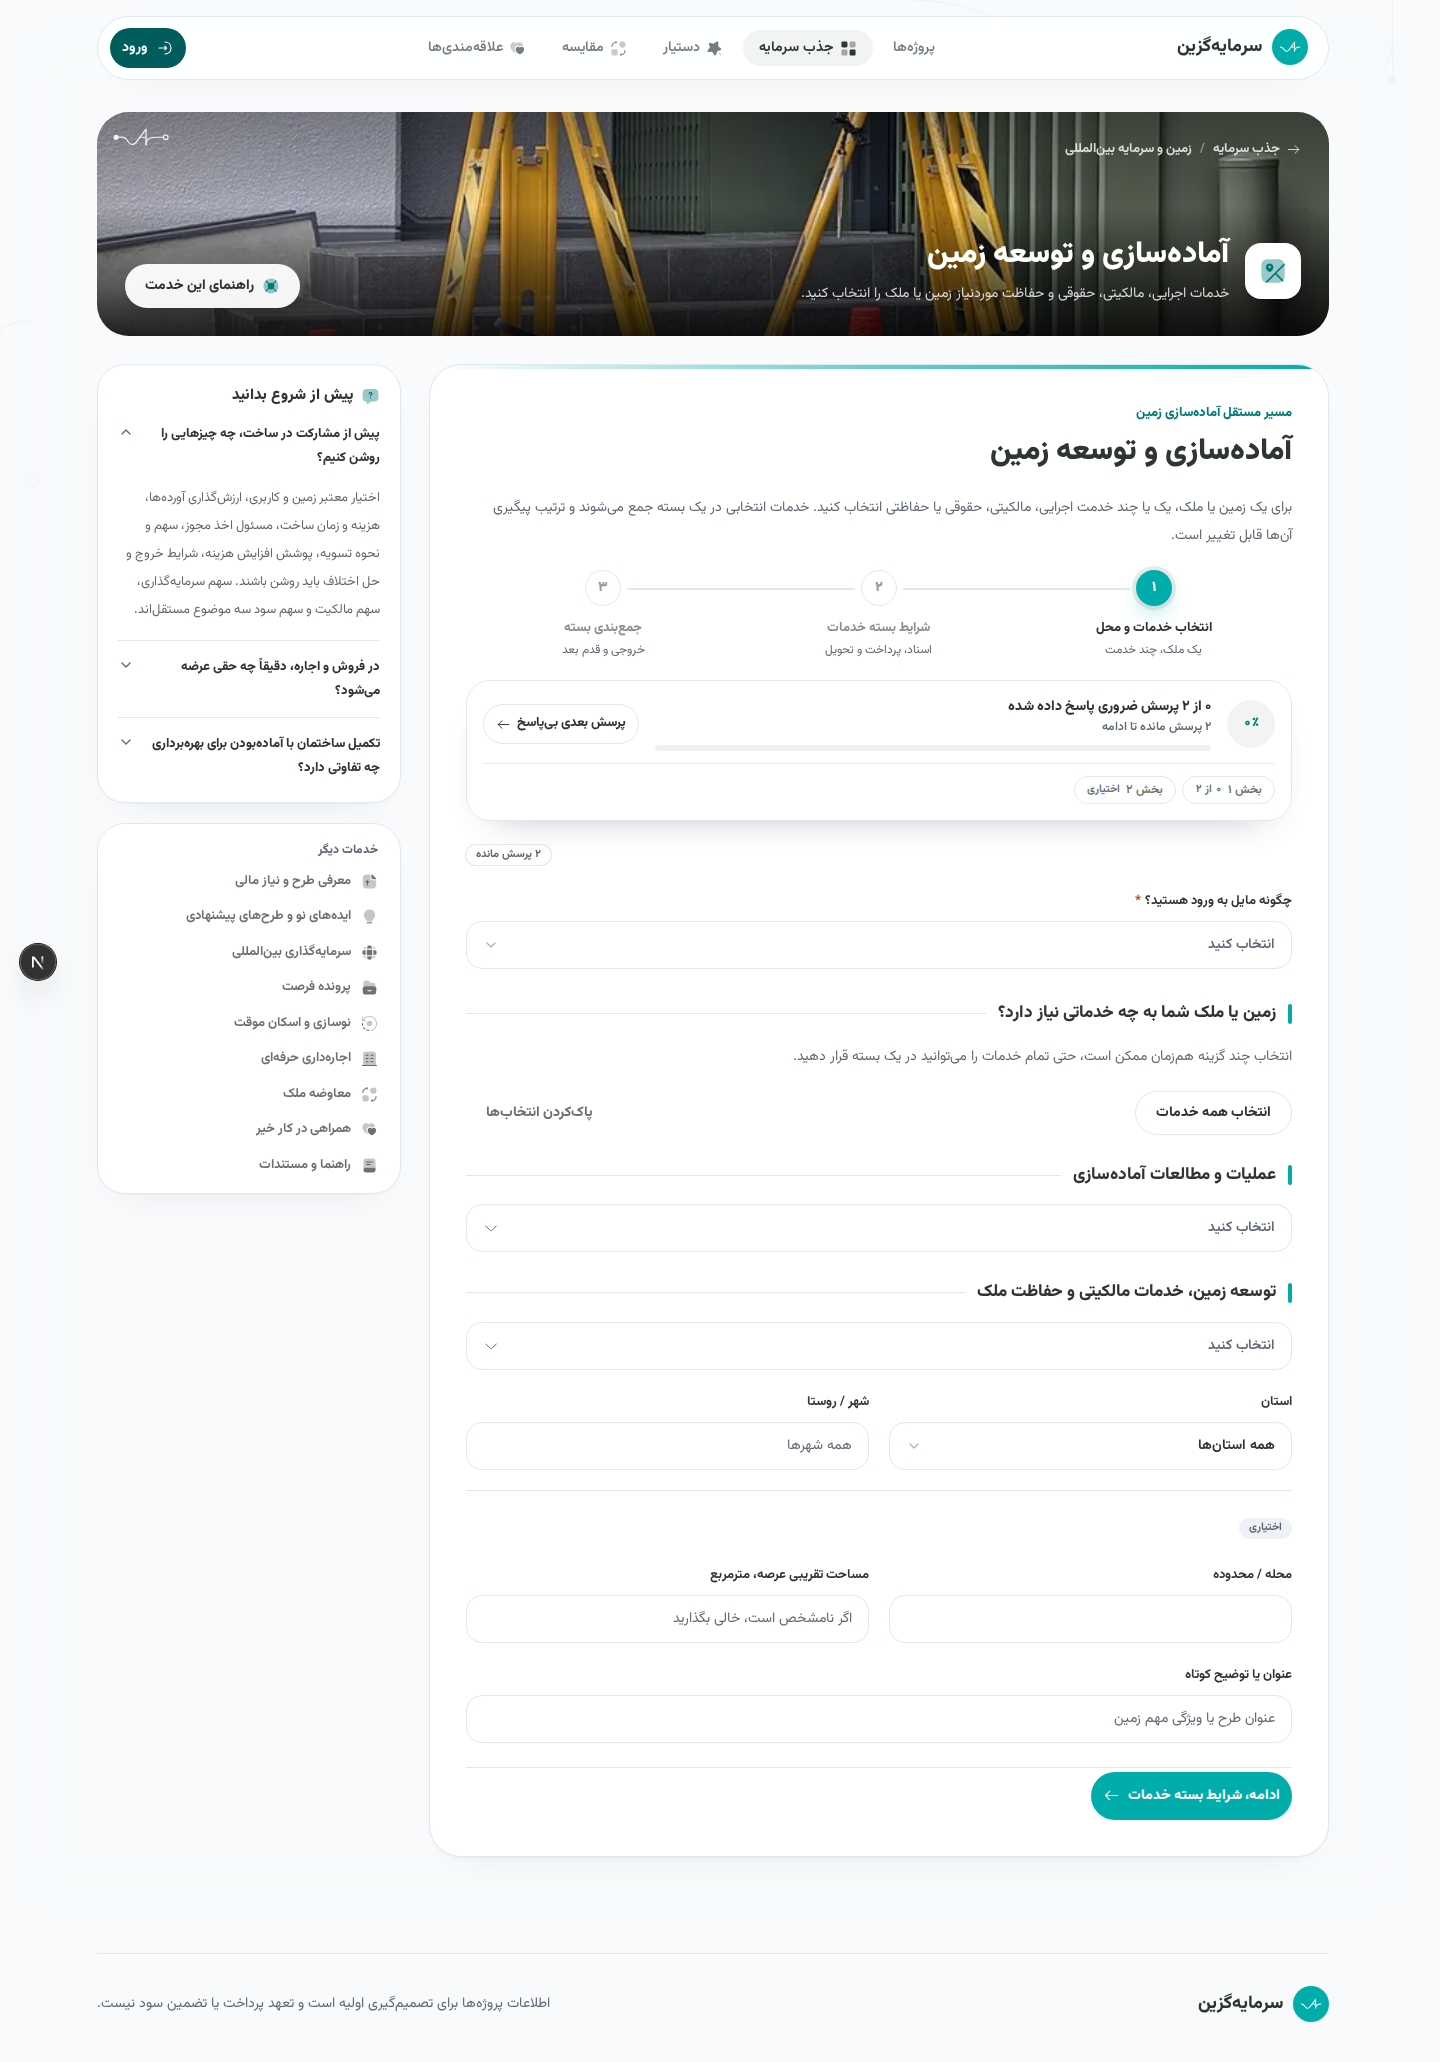 سرمایه‌گزین
پروژه‌ها
جذب سرمایه
دستیار
مقایسه
علاقه‌مندی‌ها
ورود
جذب سرمایه / زمین و سرمایه بین‌المللی
آماده‌سازی و توسعه زمین
خدمات اجرایی، مالکیتی، حقوقی و حفاظت موردنیاز زمین یا ملک را انتخاب کنید.
راهنمای این خدمت
مسیر مستقل آماده‌سازی زمین
آماده‌سازی و توسعه زمین
برای یک زمین یا ملک، یک یا چند خدمت اجرایی، مالکیتی، حقوقی یا حفاظتی انتخاب کنید. خدمات انتخابی در یک بسته جمع می‌شوند و ترتیب پیگیری
آن‌ها قابل تغییر است.
۱
انتخاب خدمات و محل
یک ملک، چند خدمت
۲
شرایط بسته خدمات
اسناد، پرداخت و تحویل
۳
جمع‌بندی بسته
خروجی و قدم بعد
۰٪
۰ از ۲ پرسش ضروری پاسخ داده شده
۲ پرسش مانده تا ادامه
پرسش بعدی بی‌پاسخ
بخش ۱ ۰ از ۲
بخش ۲ اختیاری
۲ پرسش مانده
چگونه مایل به ورود هستید؟ *
انتخاب کنید
زمین یا ملک شما به چه خدماتی نیاز دارد؟
انتخاب چند گزینه هم‌زمان ممکن است، حتی تمام خدمات را می‌توانید در یک بسته قرار دهید.
انتخاب همه خدمات
پاک‌کردن انتخاب‌ها
عملیات و مطالعات آماده‌سازی
انتخاب کنید
توسعه زمین، خدمات مالکیتی و حفاظت ملک
انتخاب کنید
استان
همه استان‌ها
شهر / روستا
همه شهرها
اختیاری
محله / محدوده
مساحت تقریبی عرصه، مترمربع
اگر نامشخص است، خالی بگذارید
عنوان یا توضیح کوتاه
عنوان طرح یا ویژگی مهم زمین
ادامه، شرایط بسته خدمات
پیش از شروع بدانید
پیش از مشارکت در ساخت، چه چیزهایی را
روشن کنیم؟
اختیار معتبر زمین و کاربری، ارزش‌گذاری آورده‌ها،
هزینه و زمان ساخت، مسئول اخذ مجوز، سهم و
نحوه تسویه، پوشش افزایش هزینه، شرایط خروج و
حل اختلاف باید روشن باشند. سهم سرمایه‌گذاری،
سهم مالکیت و سهم سود سه موضوع مستقل‌اند.
در فروش و اجاره، دقیقاً چه حقی عرضه
می‌شود؟
تکمیل ساختمان با آماده‌بودن برای بهره‌برداری
چه تفاوتی دارد؟
خدمات دیگر
معرفی طرح و نیاز مالی
ایده‌های نو و طرح‌های پیشنهادی
سرمایه‌گذاری بین‌المللی
پرونده فرصت
نوسازی و اسکان موقت
اجاره‌داری حرفه‌ای
معاوضه ملک
همراهی در کار خیر
راهنما و مستندات
N
سرمایه‌گزین
اطلاعات پروژه‌ها برای تصمیم‌گیری اولیه است و تعهد پرداخت یا تضمین سود نیست.